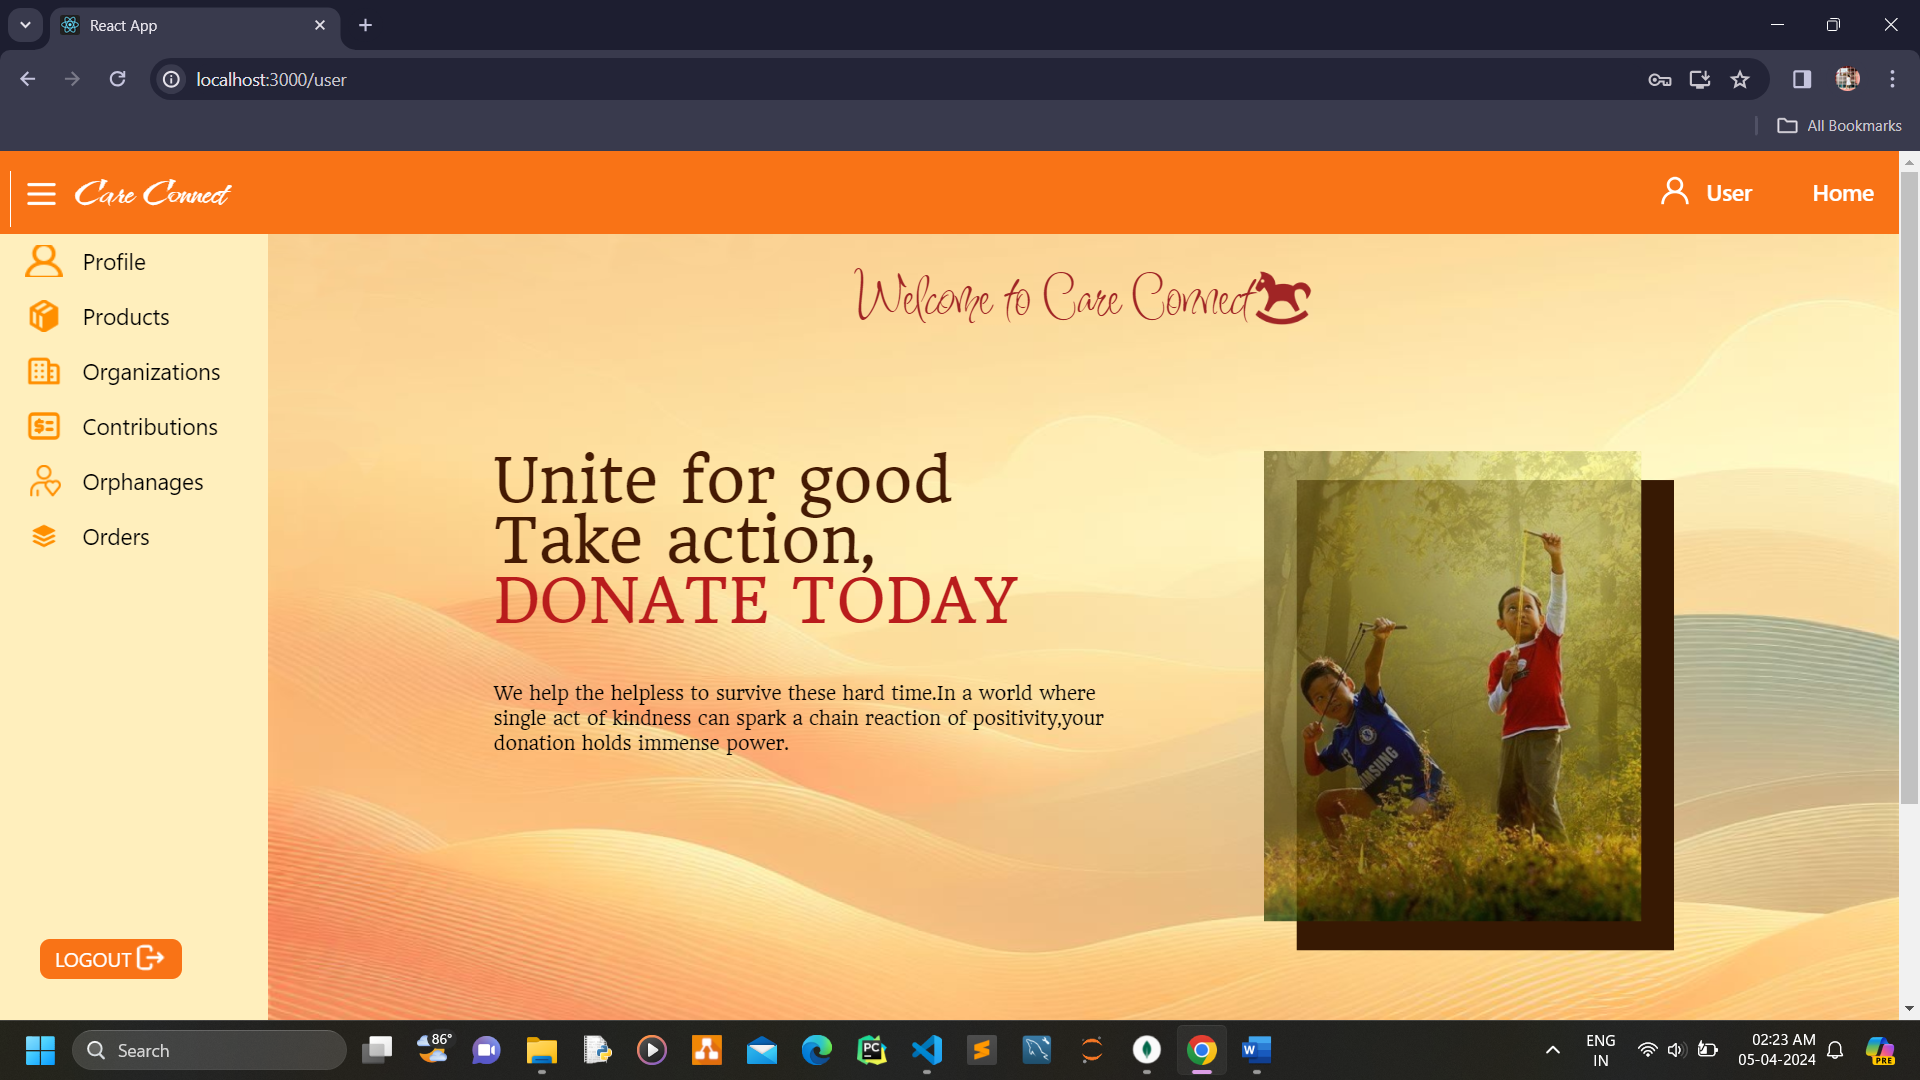 React App
localhost:3000/user
All Bookmarks
Care Connect
User
Home
Profile
Products
Organizations
Contributions
Orphanages
Orders
LOGOUT
Welcome to Care Connect
Unite for good
Take action,
DONATE TODAY
We help the helpless to survive these hard time.In a world where
single act of kindness can spark a chain reaction of positivity,your
donation holds immense power.
SAMSUNG
Search
86°
PC
W
ENG
IN
02:23 AM
05-04-2024
PRE